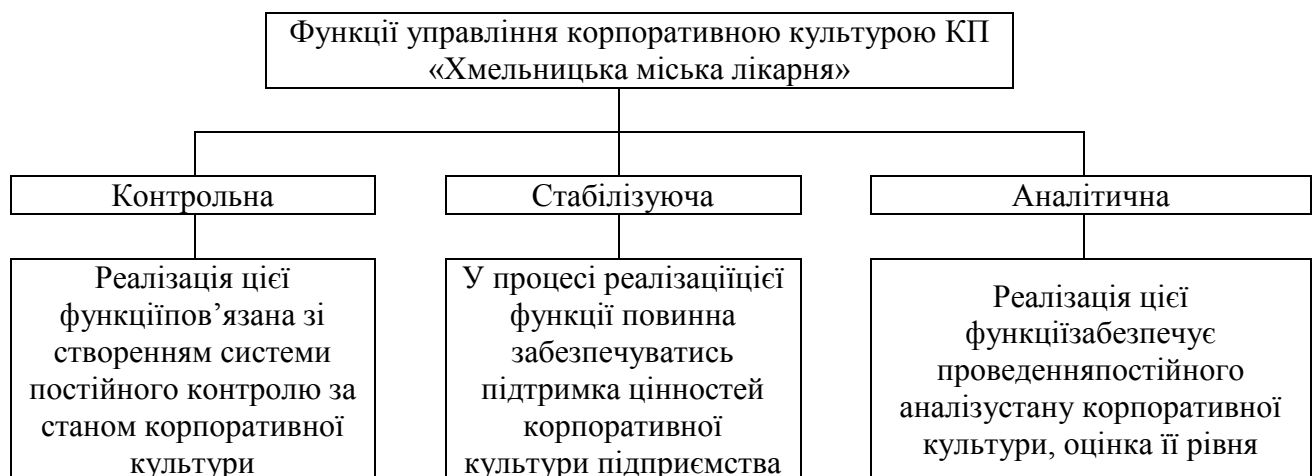 Функції управління корпоративною культурою КП
«Хмельницька міська лікарня»
Контрольна
Стабілізуюча
Аналітична
Реалізація цієї
функціїпов’язана зі
створенням системи
постійного контролю за
станом корпоративної
культури
У процесі реалізаціїцієї
функції повинна
забезпечуватись
підтримка цінностей
корпоративної
культури підприємства
Реалізація цієї
функціїзабезпечує
проведенняпостійного
аналізустану корпоративної
культури, оцінка її рівня